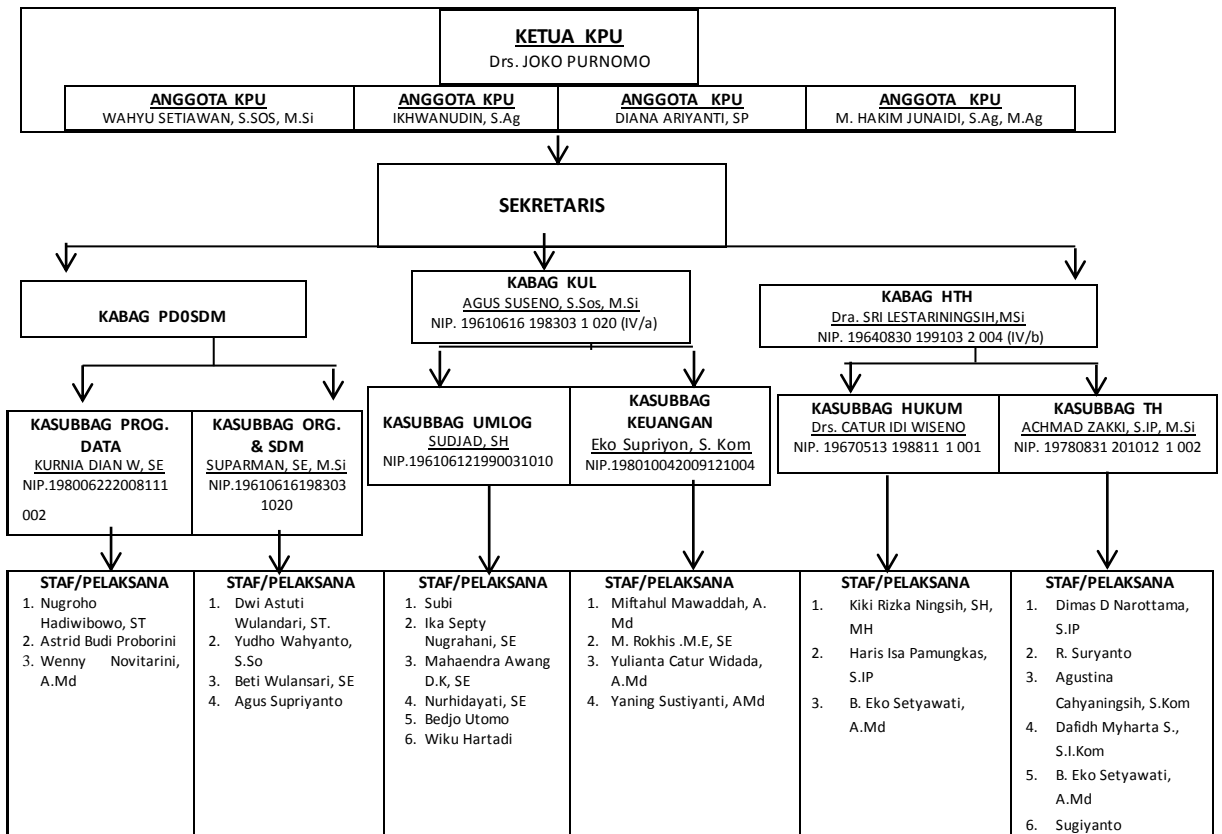 KETUA KPU
Drs. JOKO PURNOMO
ANGGOTA KPU
WAHYU SETIAWAN, S.SOS, M.Si
ANGGOTA KPU
IKHWANUDIN, S.Ag
ANGGOTA KPU
DIANA ARIYANTI, SP
ANGGOTA KPU
M. HAKIM JUNAIDI, S.Ag, M.Ag
SEKRETARIS
KABAG PD0SDM
KABAG KUL
AGUS SUSENO, S.Sos, M.Si
NIP. 19610616 198303 1 020 (IV/a)
KABAG HTH
Dra. SRI LESTARININGSIH,MSi
NIP. 19640830 199103 2 004 (IV/b)
KASUBBAG PROG.
DATA
KURNIA DIAN W, SE
NIP.198006222008111
002
KASUBBAG ORG.
& SDM
SUPARMAN, SE, M.Si
NIP.19610616198303
1020
KASUBBAG UMLOG
SUDJAD, SH
NIP.196106121990031010
KASUBBAG
KEUANGAN
Eko Supriyon, S. Kom
NIP.198010042009121004
KASUBBAG HUKUM
Drs. CATUR IDI WISENO
NIP. 19670513 198811 1 001
KASUBBAG TH
ACHMAD ZAKKI, S.IP, M.Si
NIP. 19780831 201012 1 002
STAF/PELAKSANA
1. Nugroho
Hadiwibowo, ST
2. Astrid Budi Proborini
3. Wenny Novitarini,
A.Md
STAF/PELAKSANA
1. Dwi Astuti
Wulandari, ST.
2. Yudho Wahyanto,
S.So
3. Beti Wulansari, SE
4. Agus Supriyanto
STAF/PELAKSANA
1. Subi
2. Ika Septy
Nugrahani, SE
3. Mahaendra Awang
D.K, SE
4. Nurhidayati, SE
5. Bedjo Utomo
6. Wiku Hartadi
STAF/PELAKSANA
1. Miftahul Mawaddah, A.
Md
2. M. Rokhis .M.E, SE
3. Yulianta Catur Widada,
A.Md
4. Yaning Sustiyanti, AMd
STAF/PELAKSANA
1. Kiki Rizka Ningsih, SH,
MH
2. Haris Isa Pamungkas,
S.IP
3. B. Eko Setyawati,
A.Md
STAF/PELAKSANA
1. Dimas D Narottama,
S.IP
2. R. Suryanto
3. Agustina
Cahyaningsih, S.Kom
4. Dafidh Myharta S.,
S.I.Kom
5. B. Eko Setyawati,
A.Md
6. Sugiyanto